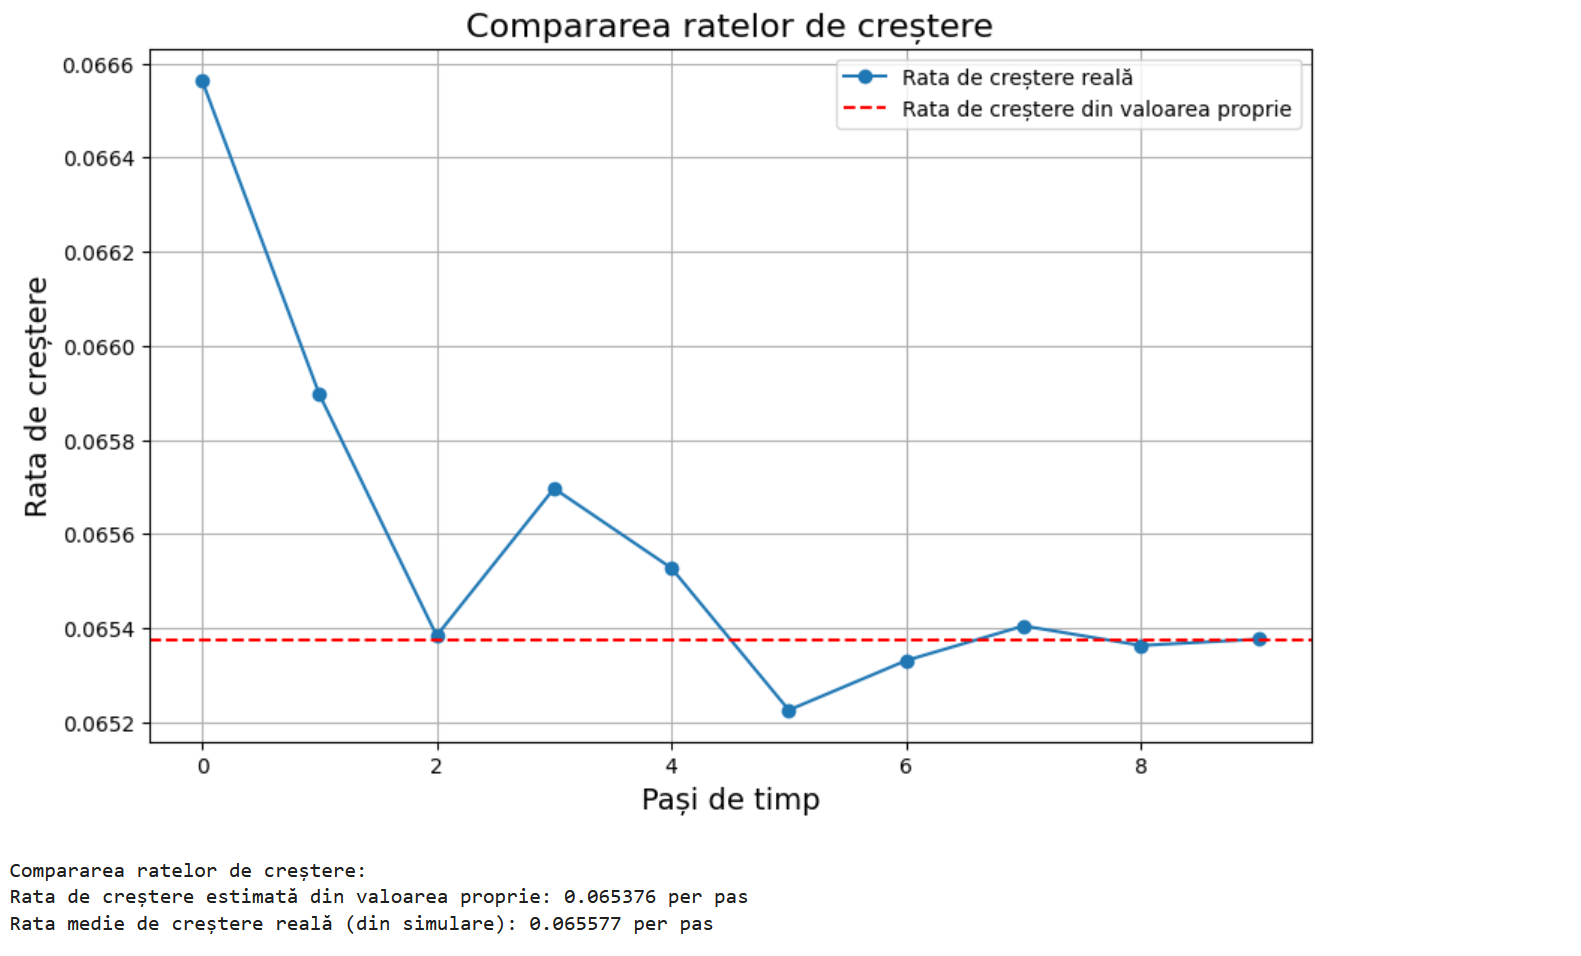 Compararea ratelor de creștere
Rata de creștere reală
Rata de creștere din valoarea proprie
Rata de creștere
0.0666
0.0664
0.0662
0.0660
0.0658
0.0656
0.0654
0.0652
0 2 4 6 8
Pași de timp
Compararea ratelor de creștere:
Rata de creștere estimată din valoarea proprie: 0.065376 per pas
Rata medie de creștere reală (din simulare): 0.065577 per pas